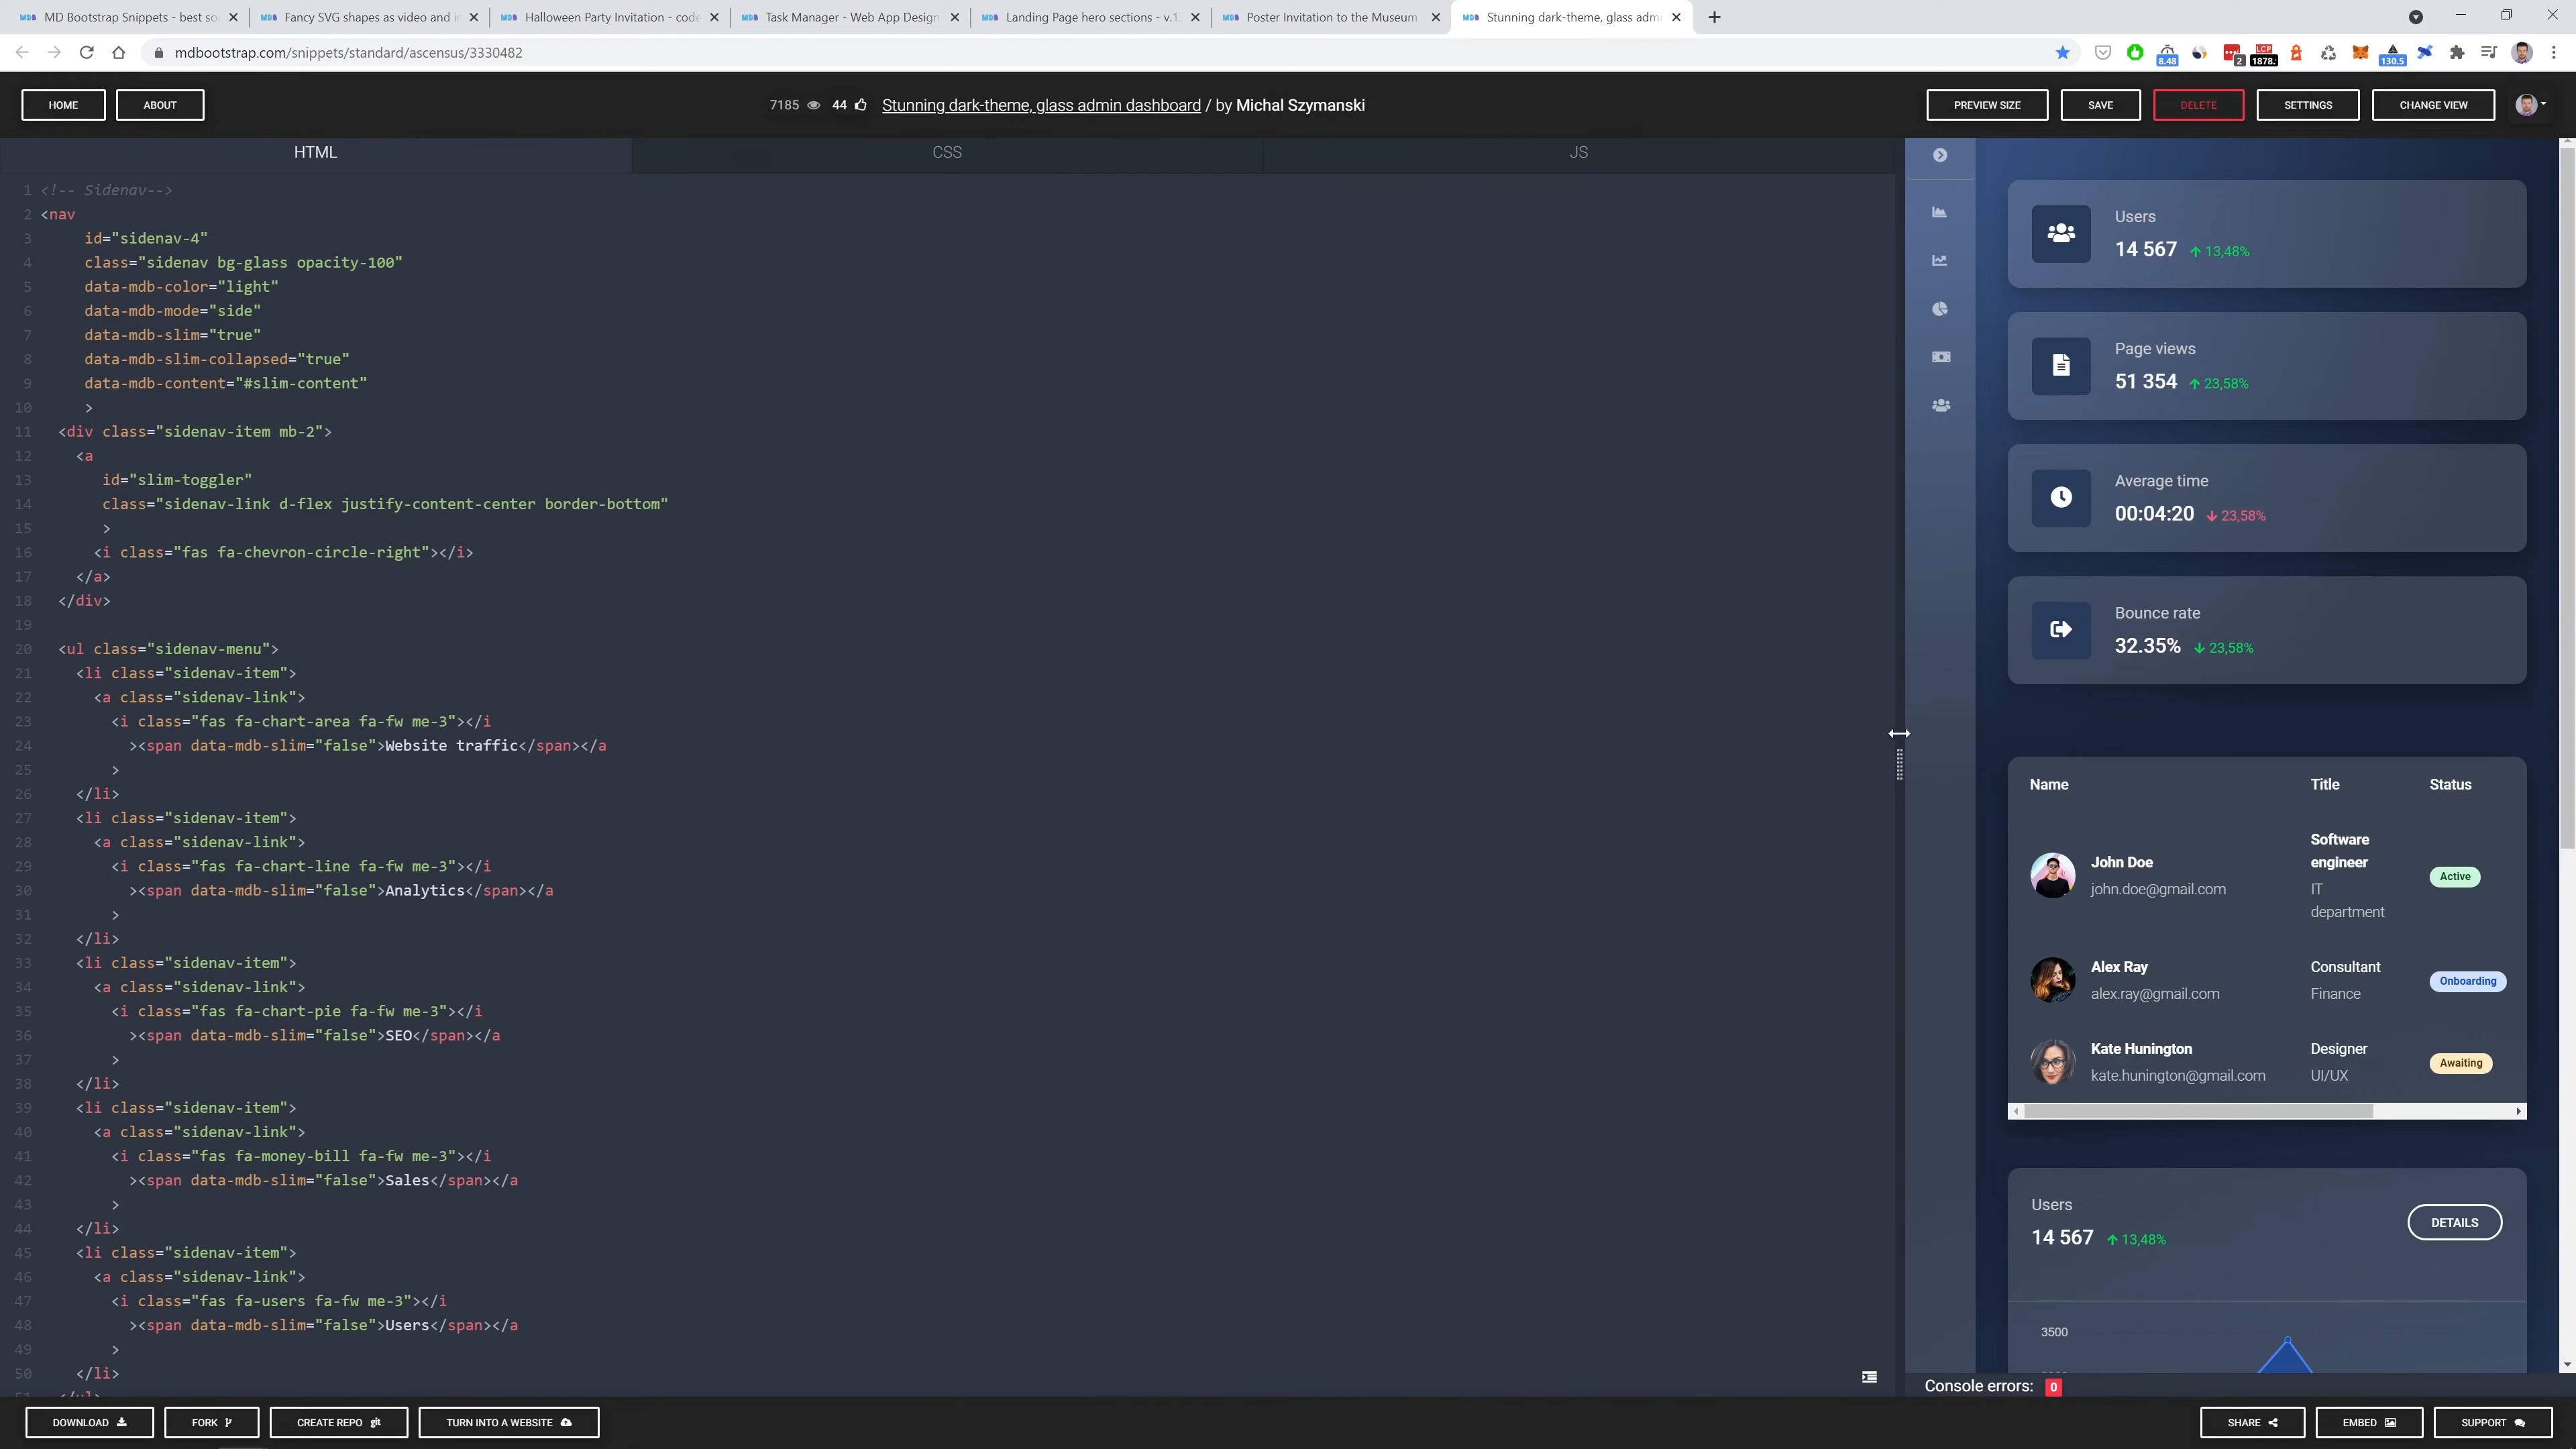 MD Bootstrap Snippets - best so
Fancy SVG shapes as video and i
Halloween Party Invitation - code
Task Manager - Web App Design
Landing Page hero sections - v.1
Poster Invitation to the Museum
Stunning dark-theme, glass adm
mdbootstrap.com/snippets/standard/ascensus/3330482
8.48
2
LCP
1878.
130.5
HOME
ABOUT
7185 44 Stunning dark-theme, glass admin dashboard / by Michal Szymanski
PREVIEW SIZE
SAVE
DELETE
SETTINGS
CHANGE VIEW
HTML
CSS
JS
1 <!-- Sidenav-->
2 <nav
3 id="sidenav-4"
4 class="sidenav bg-glass opacity-100"
5 data-mdb-color="light"
6 data-mdb-mode="side"
7 data-mdb-slim="true"
8 data-mdb-slim-collapsed="true"
9 data-mdb-content="#slim-content"
10 >
11 <div class="sidenav-item mb-2">
12 <a
13 id="slim-toggler"
14 class="sidenav-link d-flex justify-content-center border-bottom"
15 >
16 <i class="fas fa-chevron-circle-right"></i>
17 </a>
18 </div>
19
20 <ul class="sidenav-menu">
21 <li class="sidenav-item">
22 <a class="sidenav-link">
23 <i class="fas fa-chart-area fa-fw me-3"></i
24 ><span data-mdb-slim="false">Website traffic</span></a
25 >
26 </li>
27 <li class="sidenav-item">
28 <a class="sidenav-link">
29 <i class="fas fa-chart-line fa-fw me-3"></i
30 ><span data-mdb-slim="false">Analytics</span></a
31 >
32 </li>
33 <li class="sidenav-item">
34 <a class="sidenav-link">
35 <i class="fas fa-chart-pie fa-fw me-3"></i
36 ><span data-mdb-slim="false">SEO</span></a
37 >
38 </li>
39 <li class="sidenav-item">
40 <a class="sidenav-link">
41 <i class="fas fa-money-bill fa-fw me-3"></i
42 ><span data-mdb-slim="false">Sales</span></a
43 >
44 </li>
45 <li class="sidenav-item">
46 <a class="sidenav-link">
47 <i class="fas fa-users fa-fw me-3"></i
48 ><span data-mdb-slim="false">Users</span></a
49 >
50 </li>
Users
14 567 13,48%
Page views
51 354 23,58%
Average time
00:04:20 23,58%
Bounce rate
32.35% 23,58%
Name Title Status
John Doe
john.doe@gmail.com
Software
engineer
IT
department
Active
Alex Ray
alex.ray@gmail.com
Consultant
Finance
Onboarding
Kate Hunington
kate.hunington@gmail.com
Designer
UI/UX
Awaiting
Users
14 567 13,48%
DETAILS
3500
Console errors: 0
DOWNLOAD
FORK
CREATE REPO git
TURN INTO A WEBSITE
SHARE
EMBED
SUPPORT